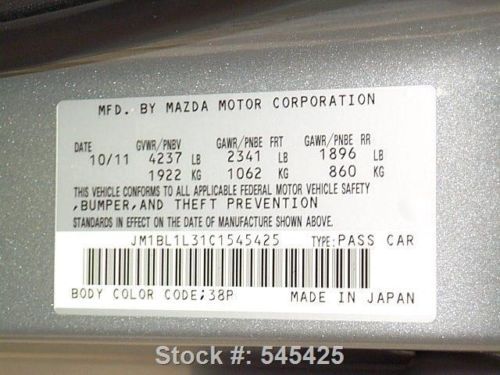 MFD. BY MAZDA MOTOR CORPORATION
DATE GVWR/PNBV GAWR/PNBE FRT GAWR/PNBE RR
10/11 4237 LB 2341 LB 1896 LB
1922 KG 1062 KG 860 KG
THIS VEHICLE CONFORMS TO ALL APPLICABLE FEDERAL MOTOR VEHICLE SAFETY
,BUMPER,AND THEFT PREVENTION
STANDARDS IN EFFECT ON THE DATE OF MANUFACTURE SHOWN ABOVE.
JM1BL1L31C1545425 TYPE: PASS CAR
BODY COLOR CODE;38P MADE IN JAPAN
Stock #: 545425